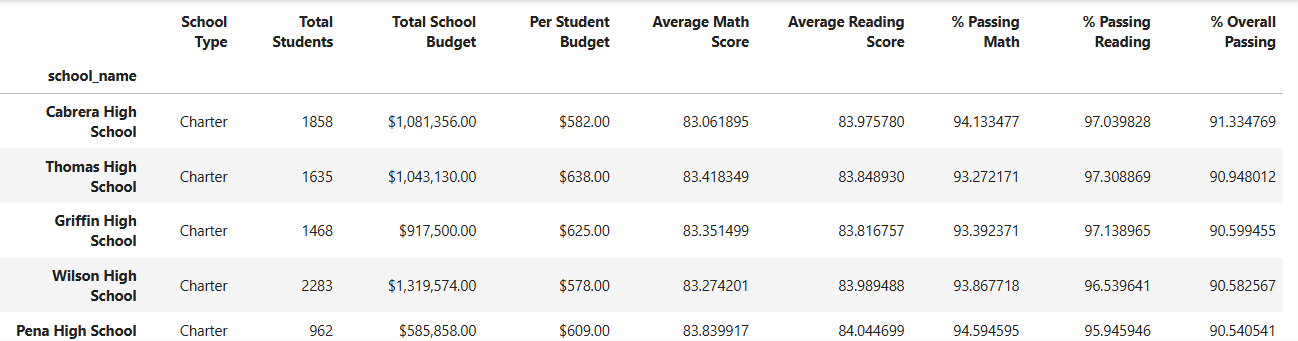 School Type Total Students Total School Budget Per Student Budget Average Math Score Average Reading Score % Passing Math % Passing Reading % Overall Passing
school_name
Cabrera High School Charter 1858 $1,081,356.00 $582.00 83.061895 83.975780 94.133477 97.039828 91.334769
Thomas High School Charter 1635 $1,043,130.00 $638.00 83.418349 83.848930 93.272171 97.308869 90.948012
Griffin High School Charter 1468 $917,500.00 $625.00 83.351499 83.816757 93.392371 97.138965 90.599455
Wilson High School Charter 2283 $1,319,574.00 $578.00 83.274201 83.989488 93.867718 96.539641 90.582567
Pena High School Charter 962 $585,858.00 $609.00 83.839917 84.044699 94.594595 95.945946 90.540541